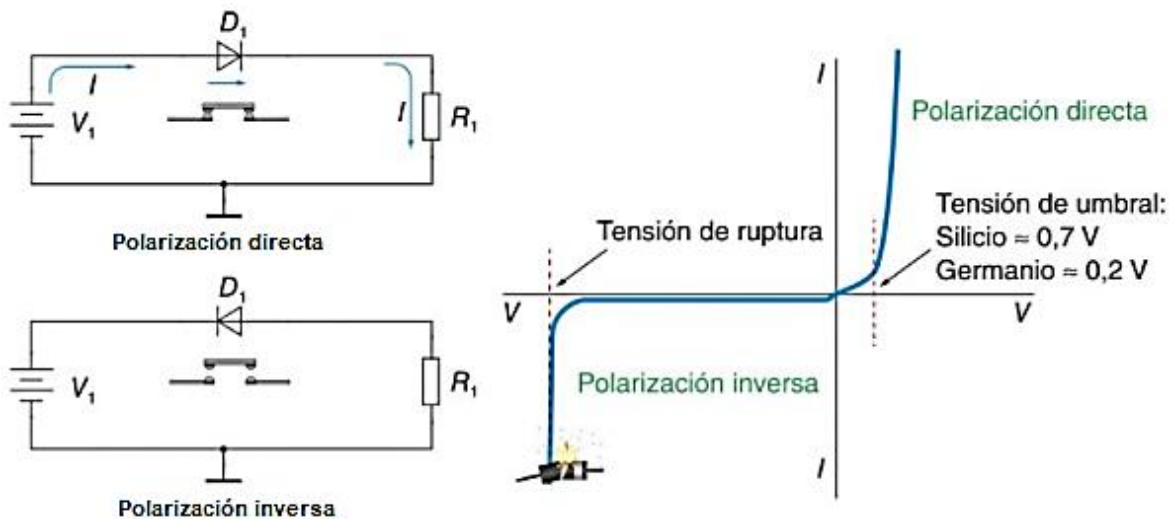 D1
I
I
V1
R1
Polarización directa
D1
V1
R1
Polarización inversa
I
Polarización directa
Tensión de ruptura
Tensión de umbral:
Silicio ≈ 0,7 V
Germanio ≈ 0,2 V
V
V
Polarización inversa
I